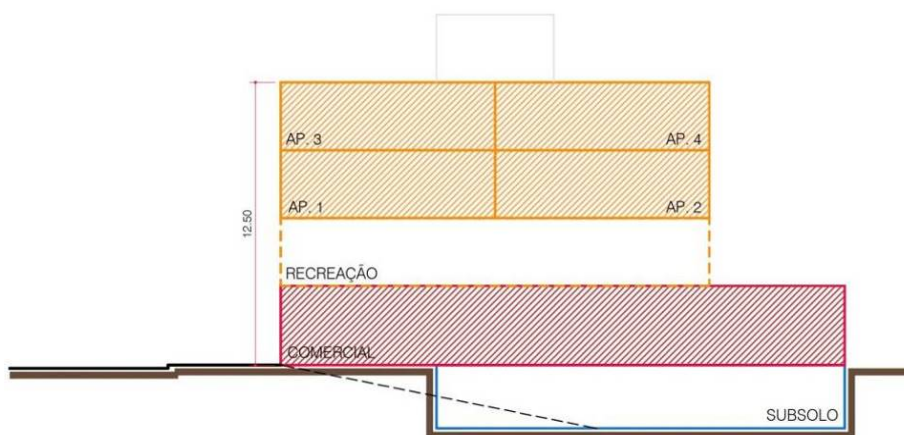 AP. 3
AP. 4
AP. 1
AP. 2
12.50
RECREAÇÃO
COMERCIAL
SUBSOLO